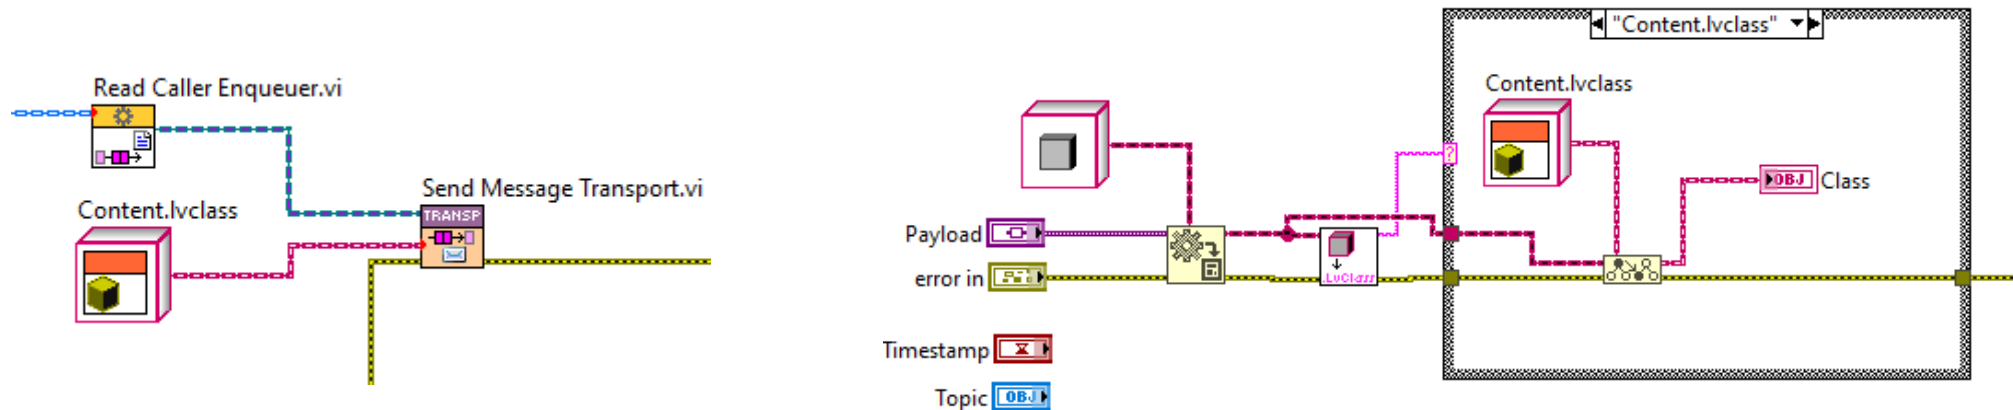 Read Caller Enqueuer.vi
Content.lvclass
Send Message Transport.vi
TRANSP
Payload
error in
Timestamp
Topic
OBJ
.LvClass
"Content.lvclass"
?
Content.lvclass
OBJ
Class